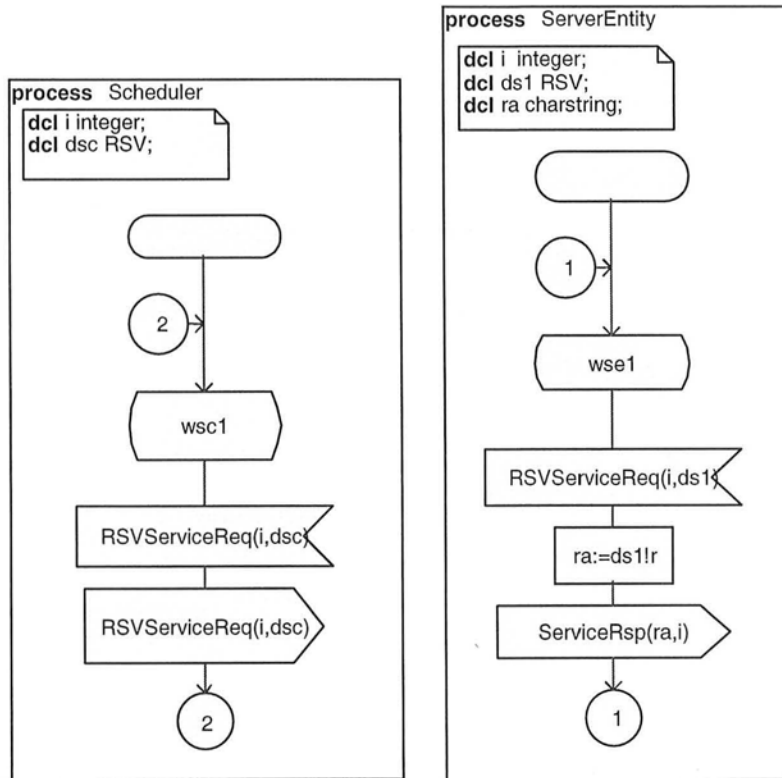 process Scheduler
dcl i integer;
dcl dsc RSV;
2
wsc1
RSVServiceReq(i,dsc)
RSVServiceReq(i,dsc)
2
process ServerEntity
dcl i integer;
dcl ds1 RSV;
dcl ra charstring;
1
wse1
RSVServiceReq(i,ds1)
ra:=ds1!r
ServiceRsp(ra,i)
1